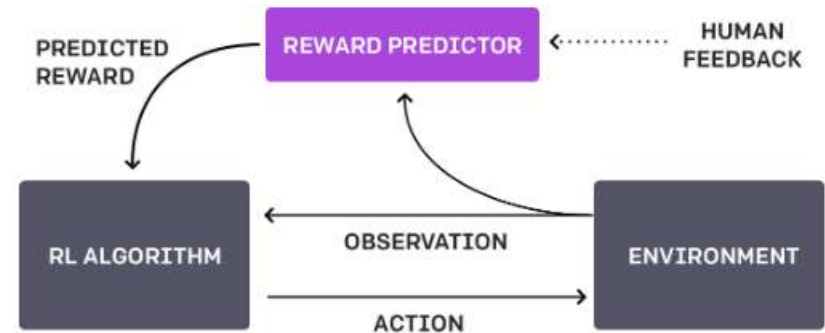 PREDICTED
REWARD
REWARD PREDICTOR
HUMAN
FEEDBACK
RL ALGORITHM
OBSERVATION
ENVIRONMENT
ACTION